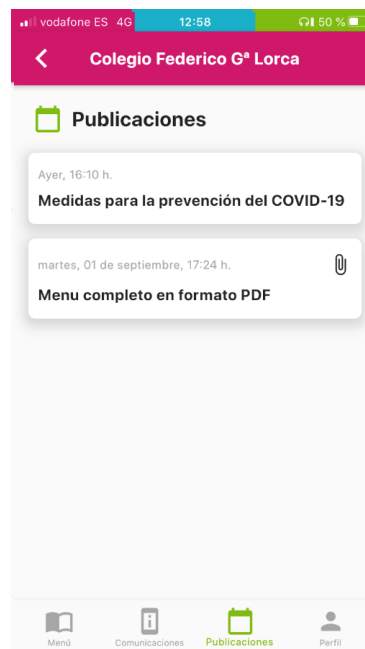 vodafone ES 4G 12:58 50 %
Colegio Federico Gª Lorca
Publicaciones
Ayer, 16:10 h.
Medidas para la prevención del COVID-19
martes, 01 de septiembre, 17:24 h.
Menu completo en formato PDF
Menú Comunicaciones Publicaciones Perfil